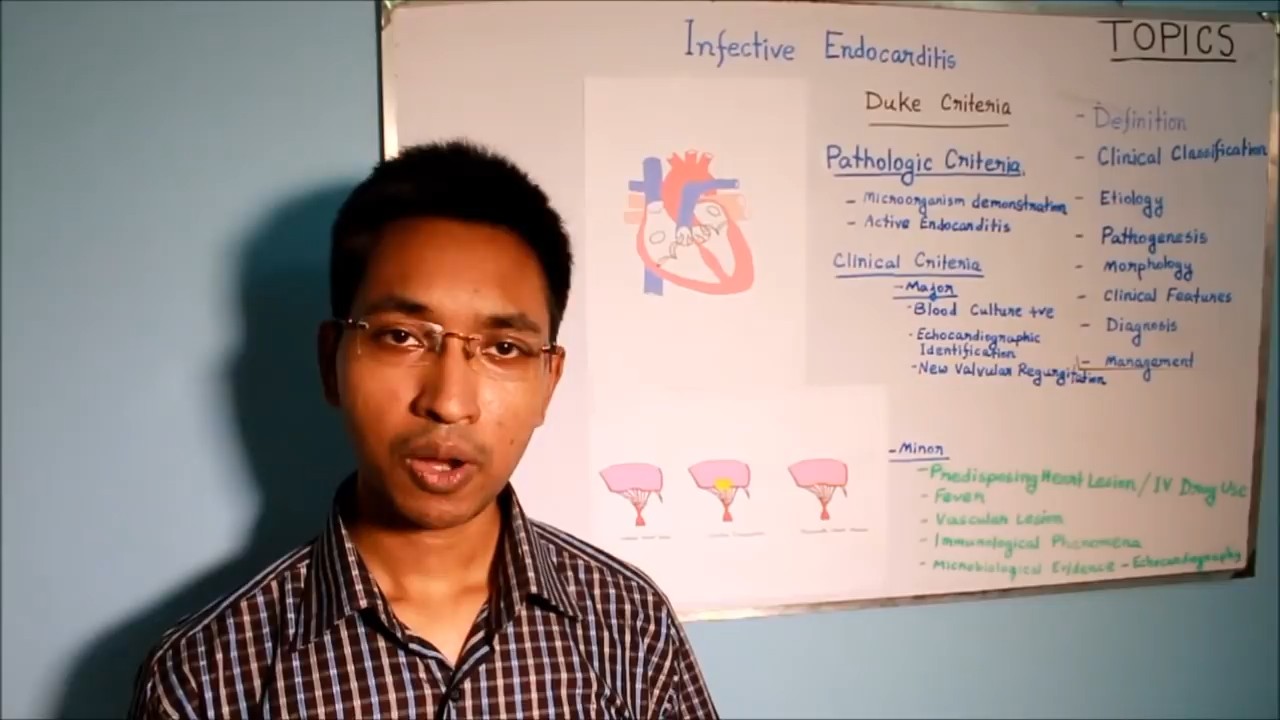 Infective Endocarditis
Duke Criteria
Pathologic Criteria
- Microorganism demonstration
- Active Endocarditis
Clinical Criteria
- Major
- Blood Culture +ve
- Echocardiographic
Identification
- New Valvular Regurgitation
- Minor
- Predisposing Heart Lesion / IV Drug Use
- Fever
- Vascular Lesion
- Immunological Phenomena
- Microbiological Evidence - Echocardiography
TOPICS
- Definition
- Clinical Classification
- Etiology
- Pathogenesis
- Morphology
- Clinical Features
- Diagnosis
- Management